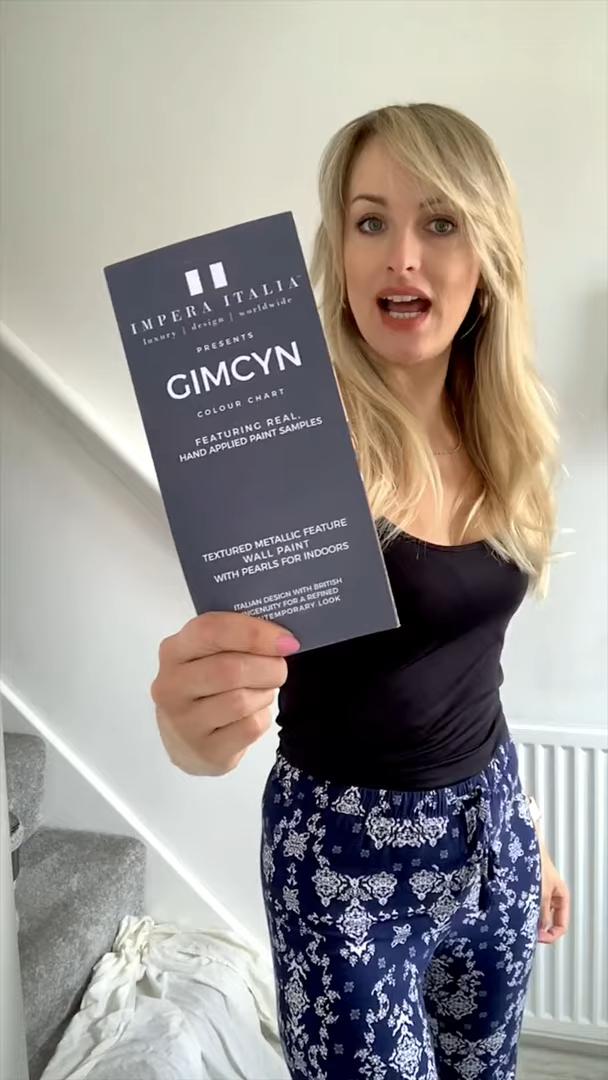 IMPERA ITALIA
luxury | design | worldwide
PRESENTS
GIMCYN
COLOUR CHART
FEATURING REAL,
HAND APPLIED PAINT SAMPLES
TEXTURED METALLIC FEATURE
WALL PAINT
WITH PEARLS FOR INDOORS
ITALIAN DESIGN WITH BRITISH
INGENUITY FOR A REFINED
CONTEMPORARY LOOK